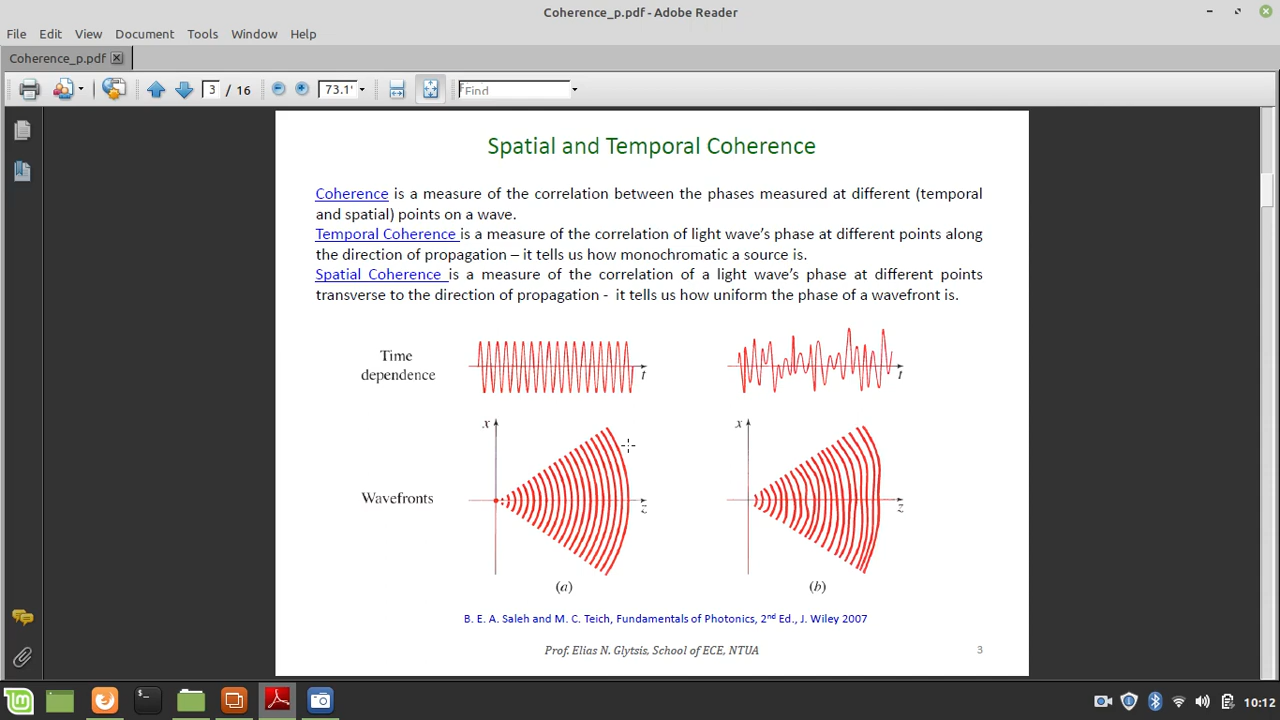 Coherence_p.pdf - Adobe Reader
File Edit View Document Tools Window Help
Coherence_p.pdf
3 / 16 73.1' Find
Spatial and Temporal Coherence
Coherence is a measure of the correlation between the phases measured at different (temporal
and spatial) points on a wave.
Temporal Coherence is a measure of the correlation of light wave's phase at different points along
the direction of propagation – it tells us how monochromatic a source is.
Spatial Coherence is a measure of the correlation of a light wave's phase at different points
transverse to the direction of propagation - it tells us how uniform the phase of a wavefront is.
Time
dependence
t
t
x
x
Wavefronts
z
z
(a)
(b)
B. E. A. Saleh and M. C. Teich, Fundamentals of Photonics, 2nd Ed., J. Wiley 2007
Prof. Elias N. Glytsis, School of ECE, NTUA
3
10:12